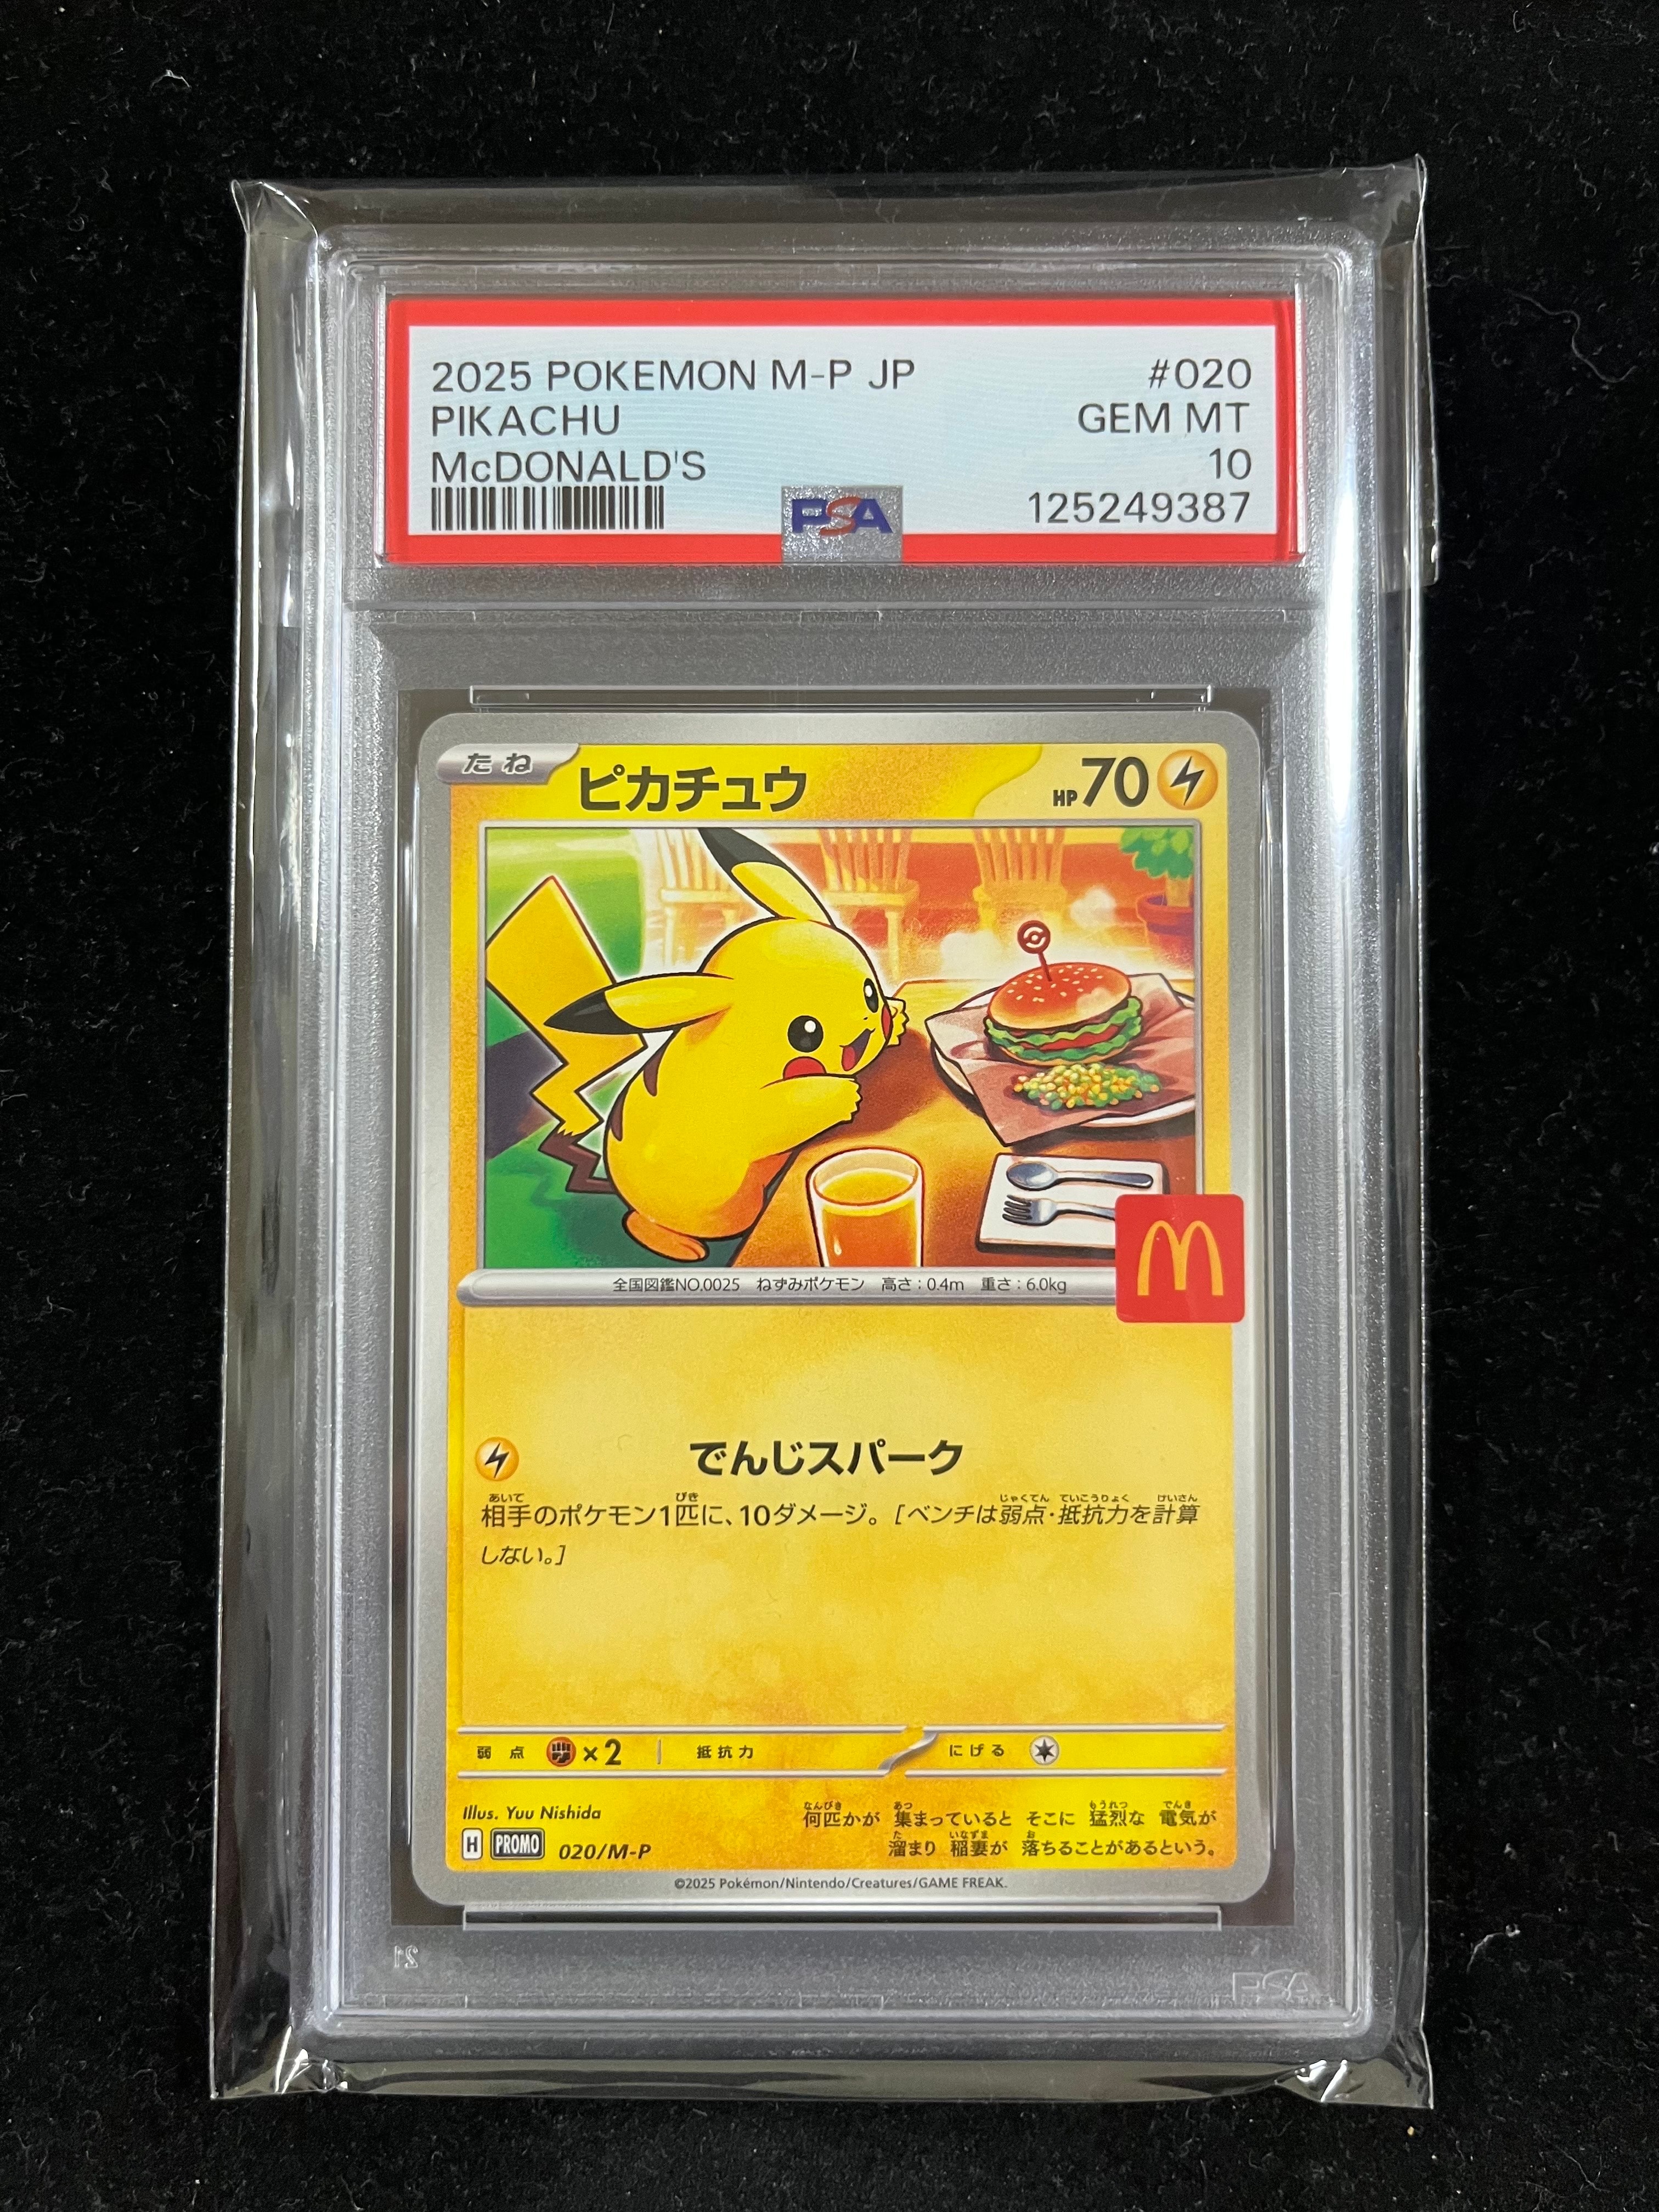 2025 POKEMON M-P JP #020
PIKACHU GEM MT
McDONALD'S 10
PSA 125249387
たね ピカチュウ HP70
全国図鑑NO.0025 ねずみポケモン 高さ:0.4m 重さ:6.0kg
M
でんじスパーク
相手のポケモン1匹に、10ダメージ。[ベンチは弱点・抵抗力を計算
しない。]
弱点 ×2 抵抗力 にげる
Illus. Yuu Nishida
H PROMO 020/M-P
何匹かが 集まっていると そこに 猛烈な 電気が
溜まり 稲妻が 落ちることがあるという。
©2025 Pokémon/Nintendo/Creatures/GAME FREAK.
21
PSA